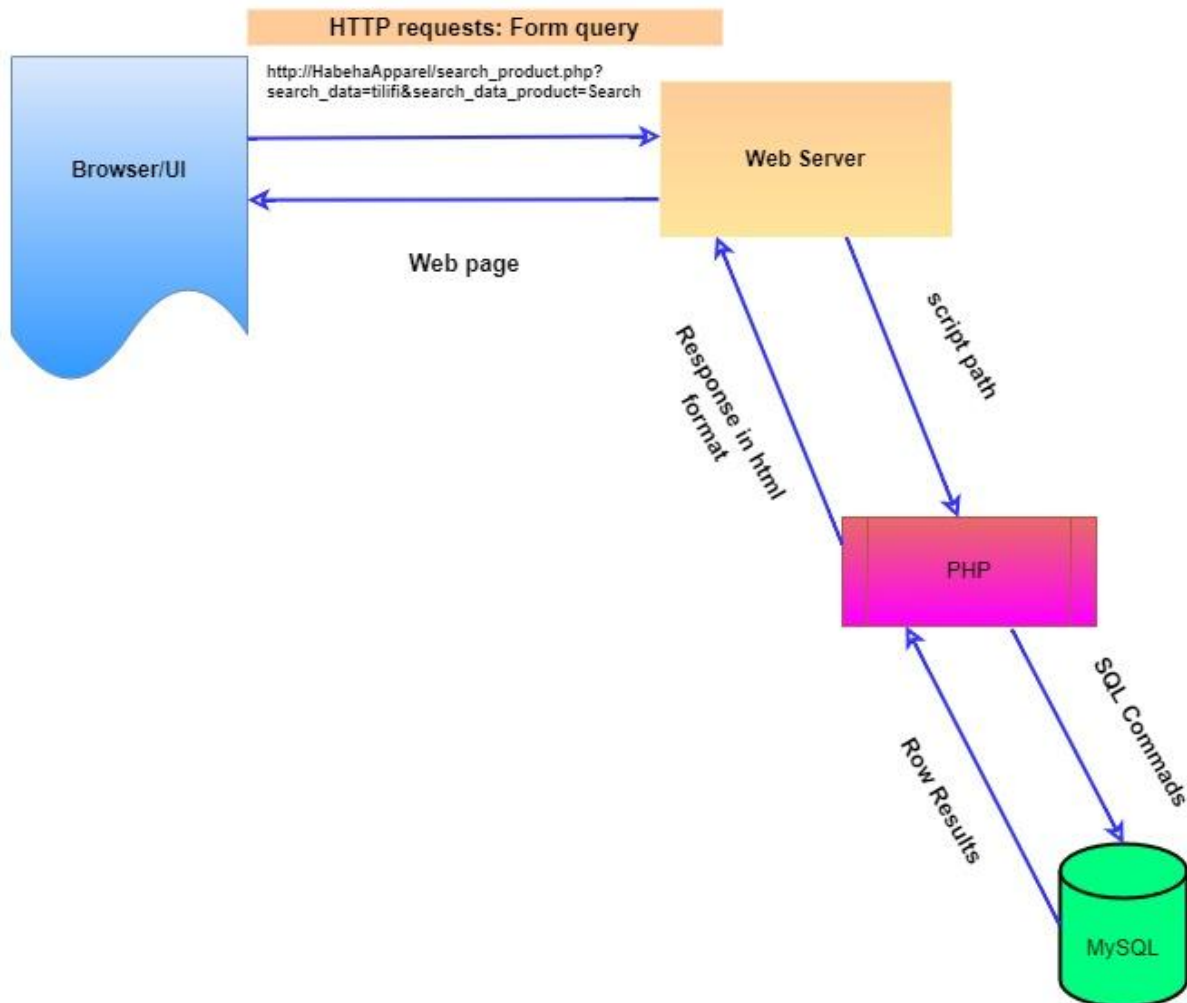 HTTP requests: Form query
http://HabehaApparel/search_product.php?
search_data=tilifi&search_data_product=Search
Browser/UI
Web Server
Web page
script path
Response in html
format
PHP
SQL Commads
Row Results
MySQL